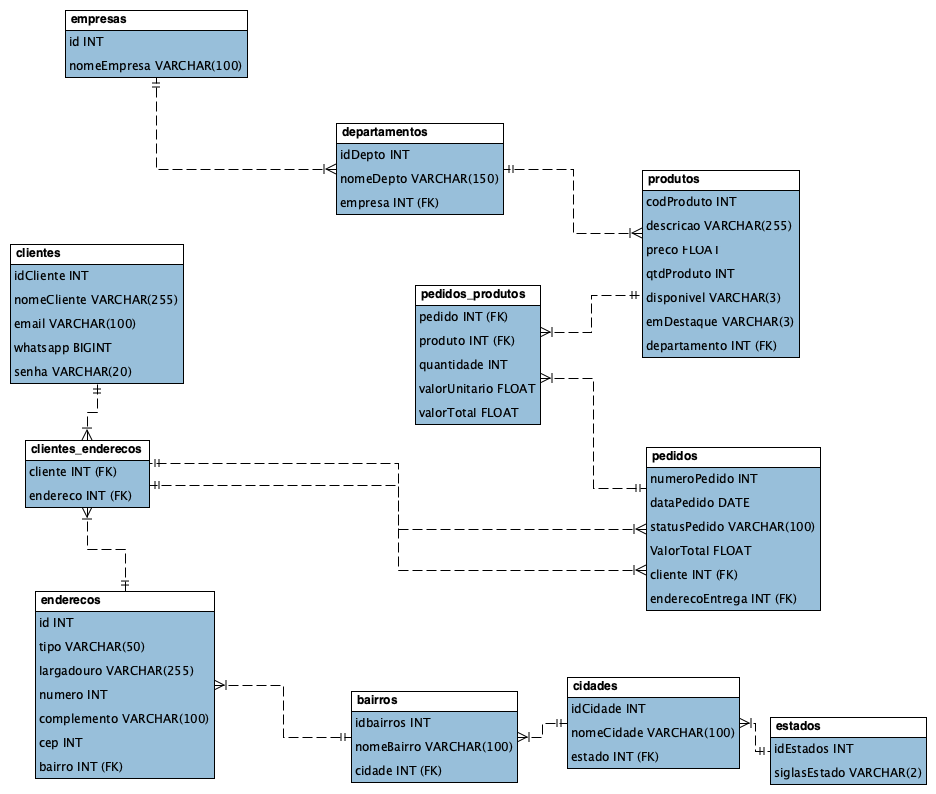 empresas
id INT
nomeEmpresa VARCHAR(100)
departamentos
idDepto INT
nomeDepto VARCHAR(150)
empresa INT (FK)
produtos
codProduto INT
descricao VARCHAR(255)
preco FLOAT
qtdProduto INT
disponivel VARCHAR(3)
emDestaque VARCHAR(3)
departamento INT (FK)
clientes
idCliente INT
nomeCliente VARCHAR(255)
email VARCHAR(100)
whatsapp BIGINT
senha VARCHAR(20)
pedidos_produtos
pedido INT (FK)
produto INT (FK)
quantidade INT
valorUnitario FLOAT
valorTotal FLOAT
clientes_enderecos
cliente INT (FK)
endereco INT (FK)
pedidos
numeroPedido INT
dataPedido DATE
statusPedido VARCHAR(100)
ValorTotal FLOAT
cliente INT (FK)
enderecoEntrega INT (FK)
enderecos
id INT
tipo VARCHAR(50)
largadouro VARCHAR(255)
numero INT
complemento VARCHAR(100)
cep INT
bairro INT (FK)
bairros
idbairros INT
nomeBairro VARCHAR(100)
cidade INT (FK)
cidades
idCidade INT
nomeCidade VARCHAR(100)
estado INT (FK)
estados
idEstados INT
siglasEstado VARCHAR(2)